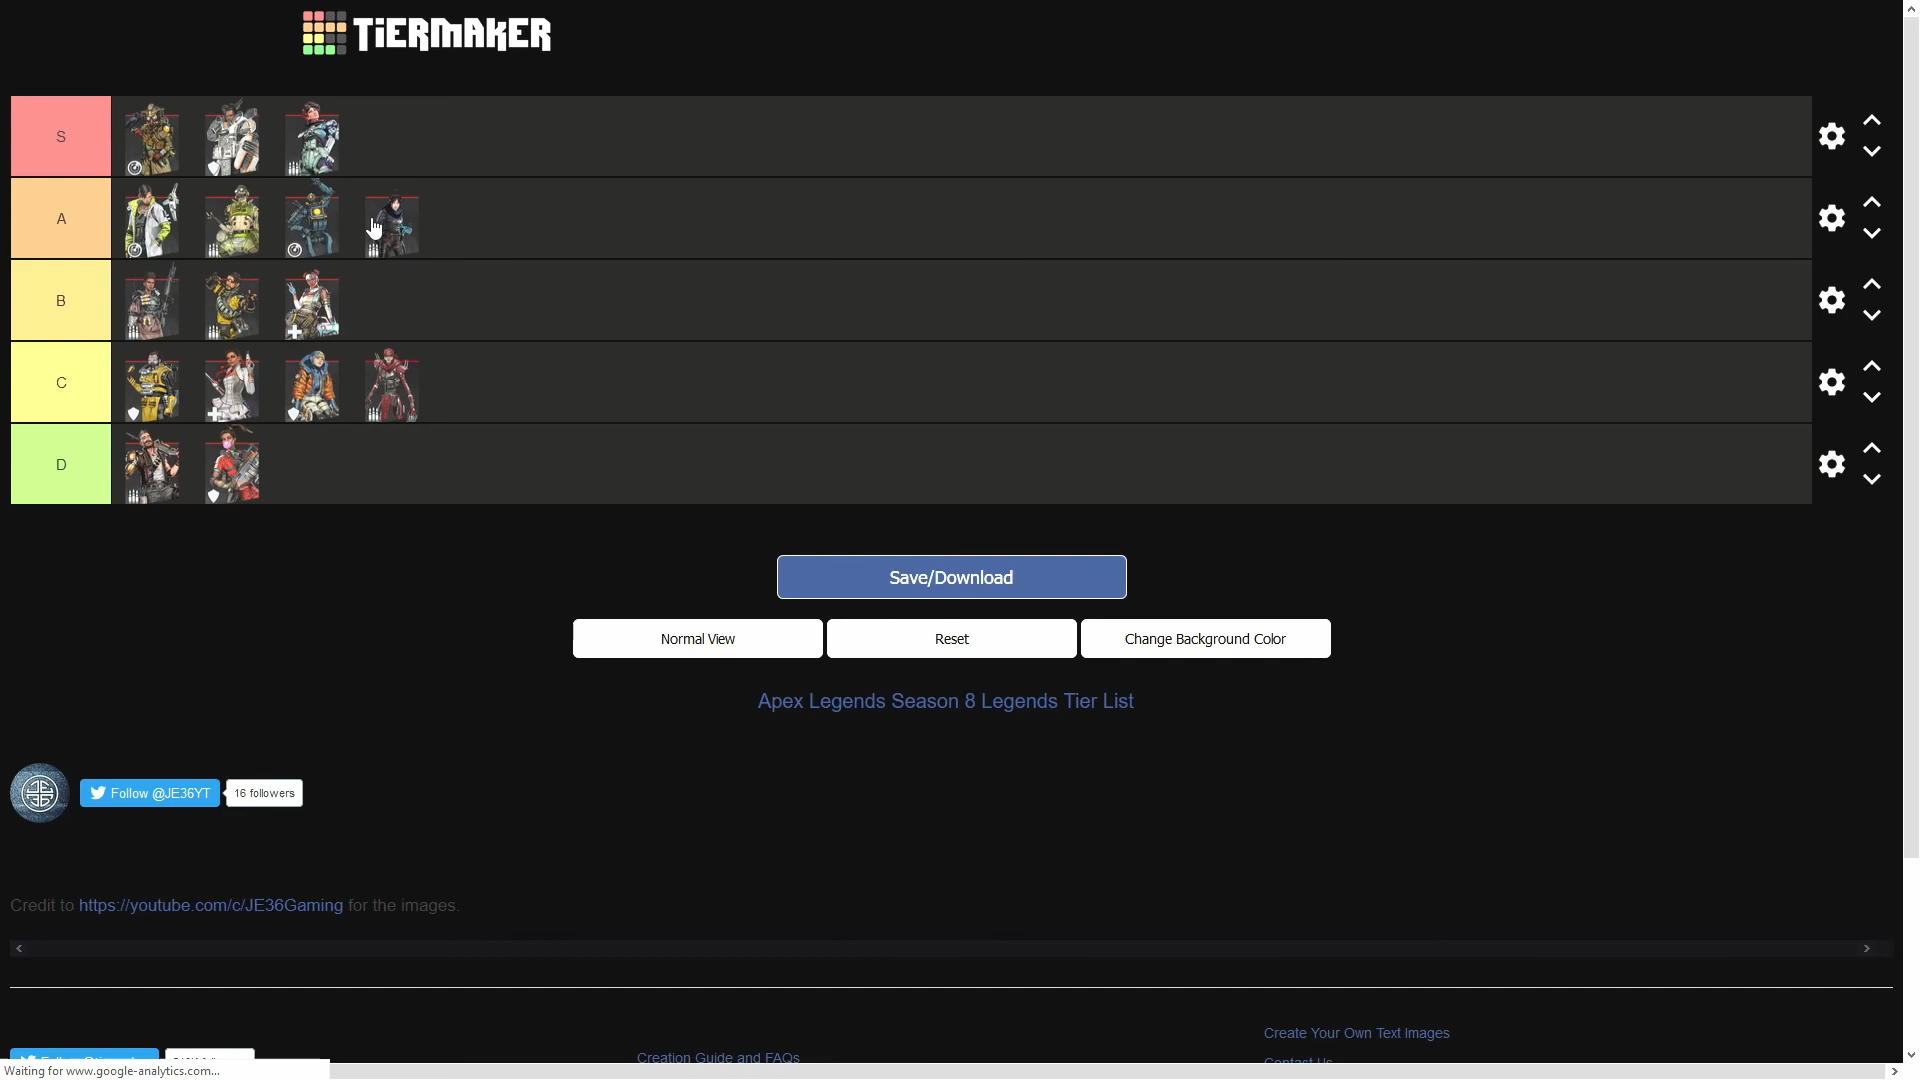 TiERMAKER
S
A
B
C
D
Save/Download
Normal View
Reset
Change Background Color
Apex Legends Season 8 Legends Tier List
Follow @JE36YT
16 followers
Credit to https://youtube.com/c/JE36Gaming for the images.
Create Your Own Text Images
Creation Guide and FAQs
Contact Us
Waiting for www.google-analytics.com...